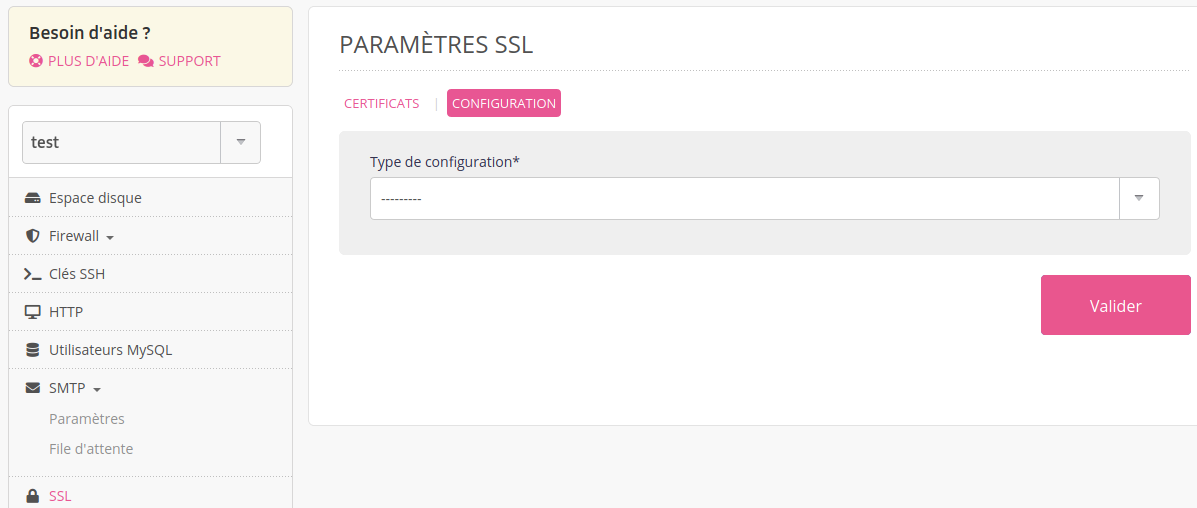 Besoin d'aide ?
PLUS D'AIDE SUPPORT
test
Espace disque
Firewall
Clés SSH
HTTP
Utilisateurs MySQL
SMTP
Paramètres
File d'attente
SSL
PARAMÈTRES SSL
CERTIFICATS | CONFIGURATION
Type de configuration*
---------
Valider